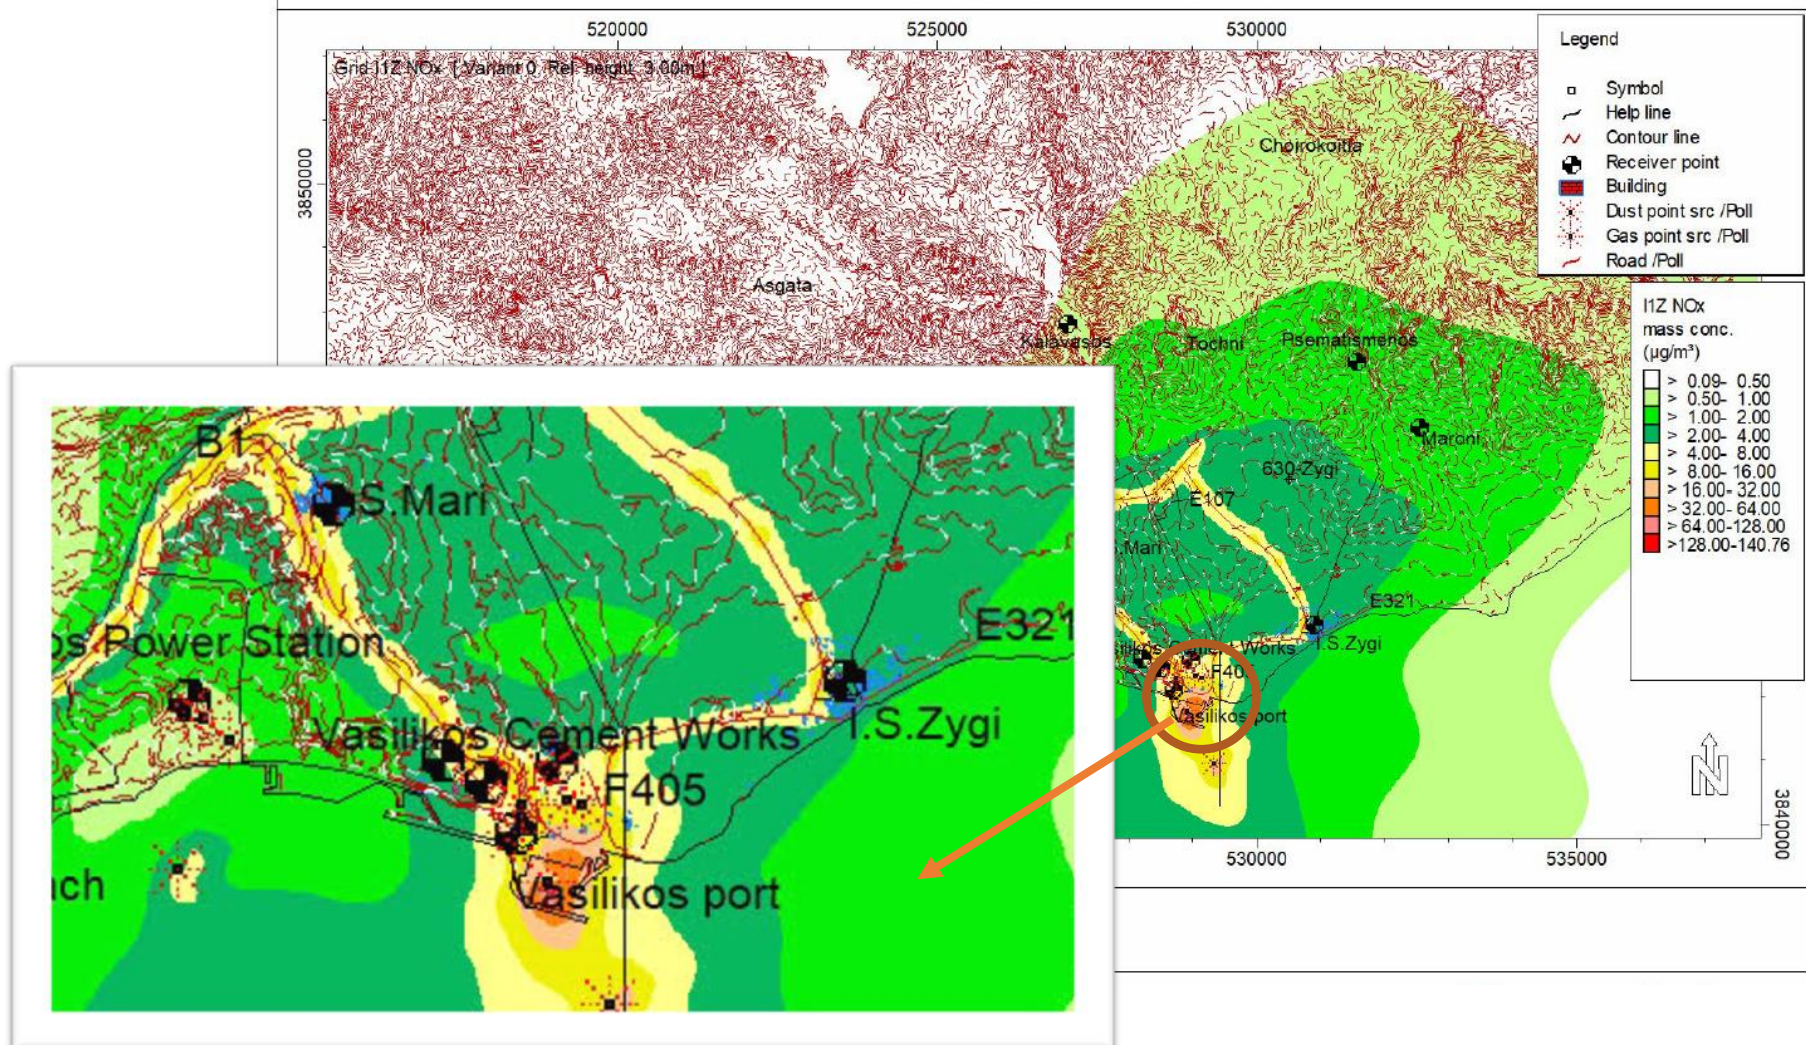 520000
525000
530000
Grid I1Z NOx [ Variant 0 Rel. height 3.00m ]
3850000
Choirokoitia
Asgata
Kalavasos
Tochni
Psematismenos
Maroni
630-Zygi
E107
.Mari
E321
I.S.Zygi
Cement Works
F40
Vasilikos port
530000
535000
3840000
N
Legend
Symbol
Help line
Contour line
Receiver point
Building
Dust point src /Poll
Gas point src /Poll
Road /Poll
I1Z NOx
mass conc.
(µg/m³)
> 0.09- 0.50
> 0.50- 1.00
> 1.00- 2.00
> 2.00- 4.00
> 4.00- 8.00
> 8.00- 16.00
> 16.00- 32.00
> 32.00- 64.00
> 64.00-128.00
>128.00-140.76
B1
S.Mari
os Power Station
E321
Vasilikos Cement Works
I.S.Zygi
F405
ach
Vasilikos port